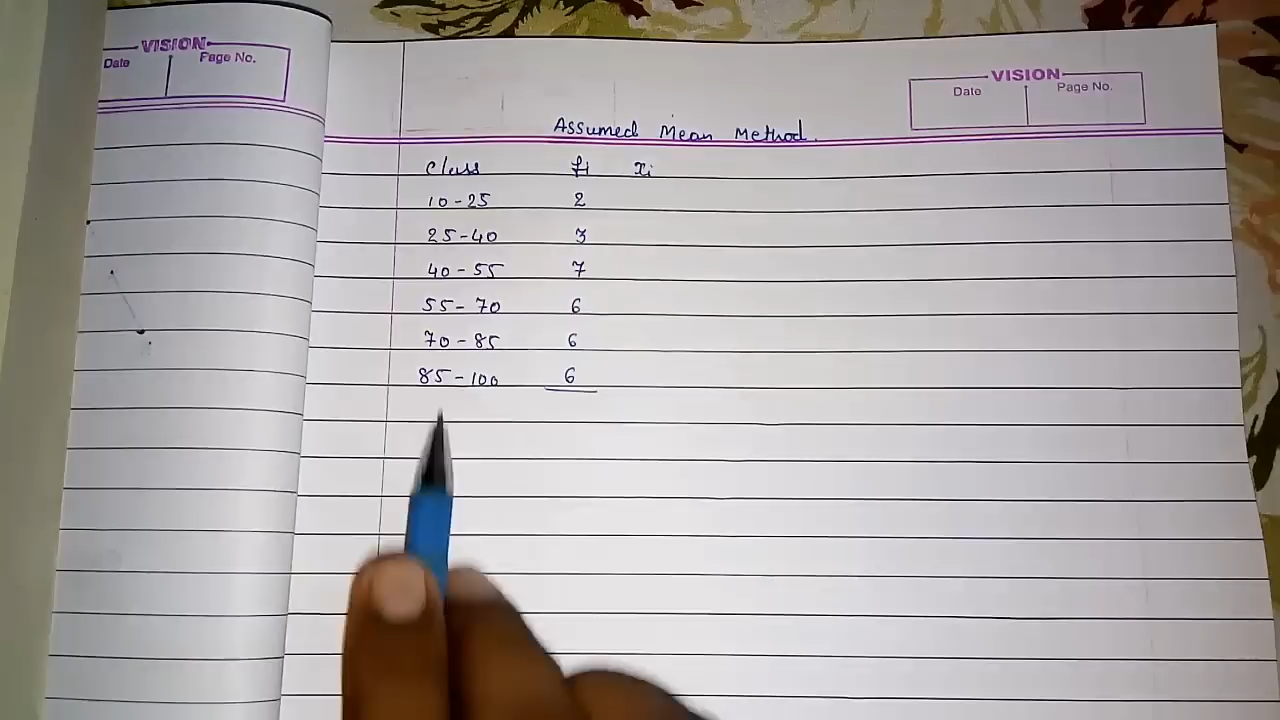 VISION
Date Page No.
VISION
Date Page No.
Assumed Mean Method.
Class fi xi
10-25 2
25-40 3
40-55 7
55-70 6
70-85 6
85-100 6